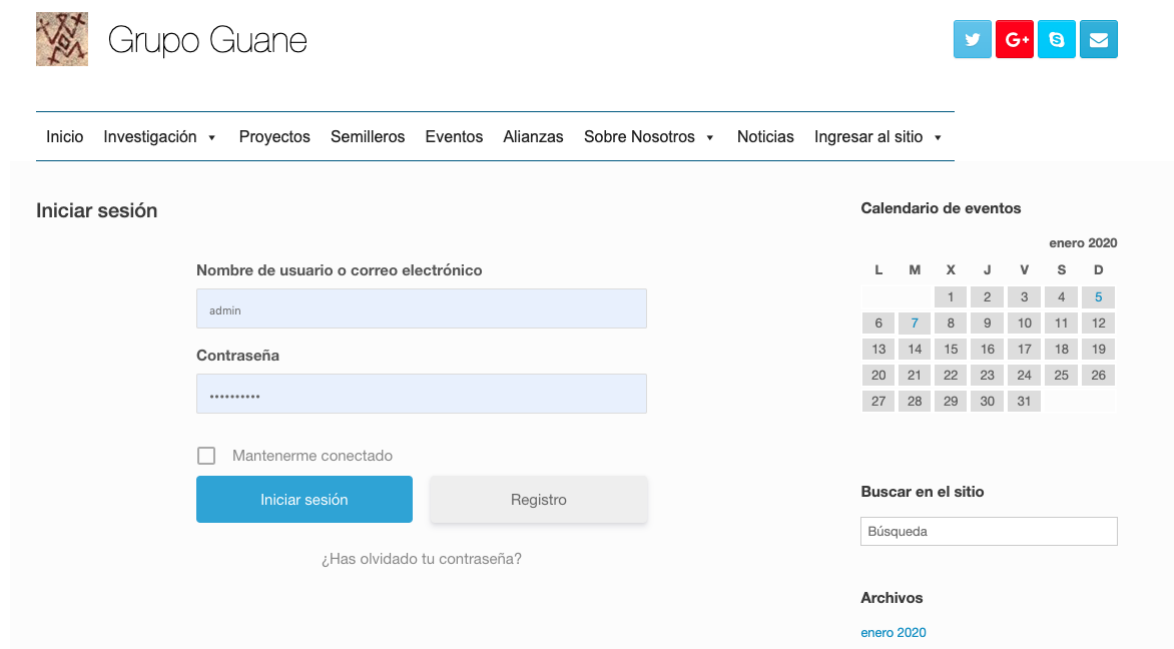 Grupo Guane
G+
Inicio Investigación Proyectos Semilleros Eventos Alianzas Sobre Nosotros Noticias Ingresar al sitio
Iniciar sesión
Nombre de usuario o correo electrónico
admin
Contraseña
••••••••••
Mantenerme conectado
Iniciar sesión Registro
¿Has olvidado tu contraseña?
Calendario de eventos
enero 2020
L M X J V S D
1 2 3 4 5
6 7 8 9 10 11 12
13 14 15 16 17 18 19
20 21 22 23 24 25 26
27 28 29 30 31
Buscar en el sitio
Búsqueda
Archivos
enero 2020